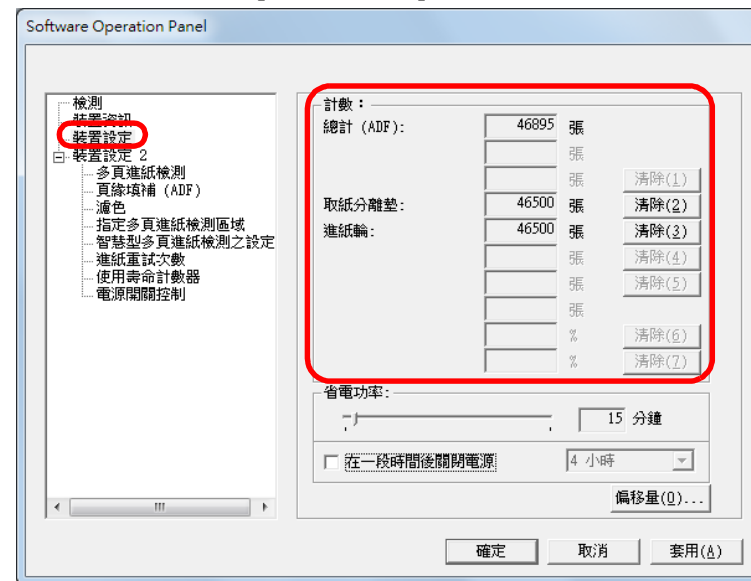 Software Operation Panel
檢測
裝置資訊
裝置設定
裝置設定 2
多頁進紙檢測
頁緣填補 (ADF)
濾色
指定多頁進紙檢測區域
智慧型多頁進紙檢測之設定
進紙重試次數
使用壽命計數器
電源開關控制
計數：
總計 (ADF): 46895 張
張
張 清除(1)
取紙分離墊: 46500 張 清除(2)
進紙輪: 46500 張 清除(3)
張 清除(4)
張 清除(5)
張
% 清除(6)
% 清除(7)
省電功率:
15 分鐘
在一段時間後關閉電源 4 小時
偏移量(O)...
確定 取消 套用(A)